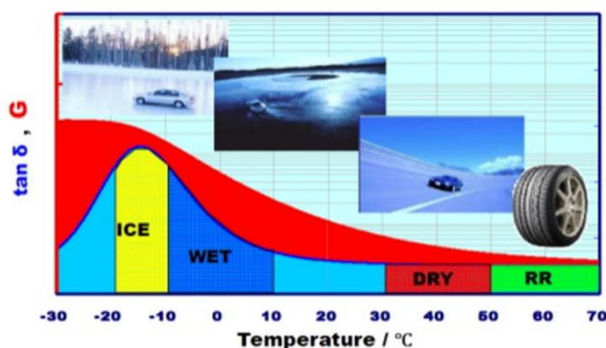 tan δ , G
ICE
WET
DRY
RR
-30 -20 -10 0 10 20 30 40 50 60 70
Temperature / ℃